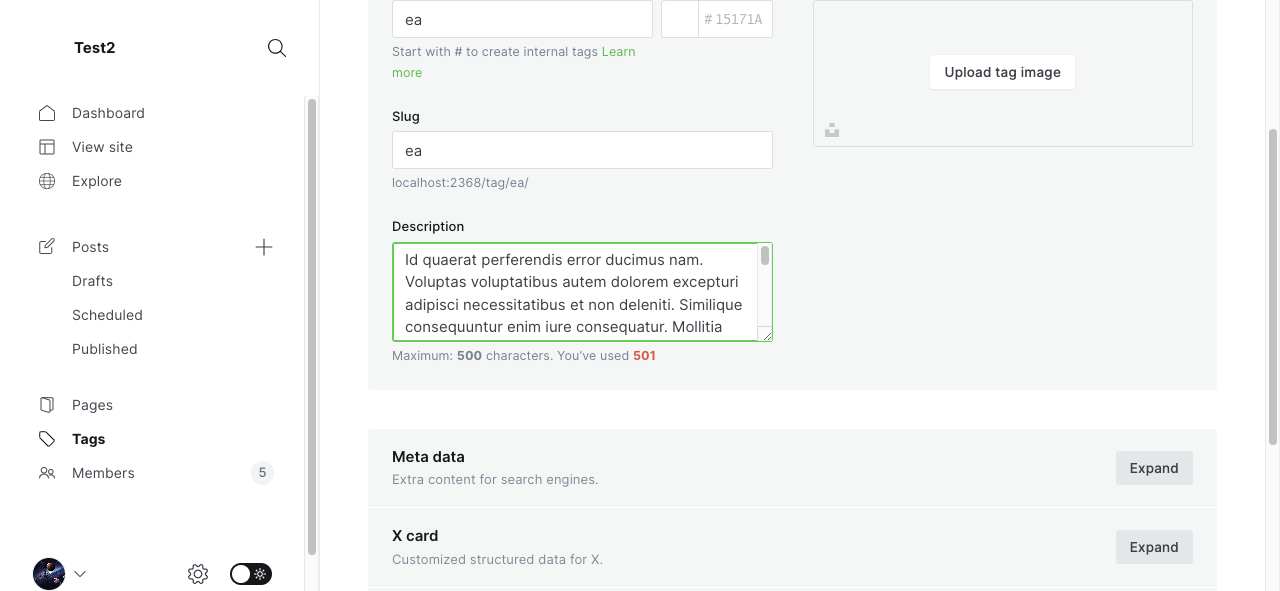 Test2
Dashboard
View site
Explore
Posts
Drafts
Scheduled
Published
Pages
Tags
Members
5
ea
# 15171A
Start with # to create internal tags Learn
more
Slug
ea
localhost:2368/tag/ea/
Description
Id quaerat perferendis error ducimus nam.
Voluptas voluptatibus autem dolorem excepturi
adipisci necessitatibus et non deleniti. Similique
consequuntur enim iure consequatur. Mollitia
Maximum: 500 characters. You’ve used 501
Upload tag image
Meta data
Extra content for search engines.
Expand
X card
Customized structured data for X.
Expand